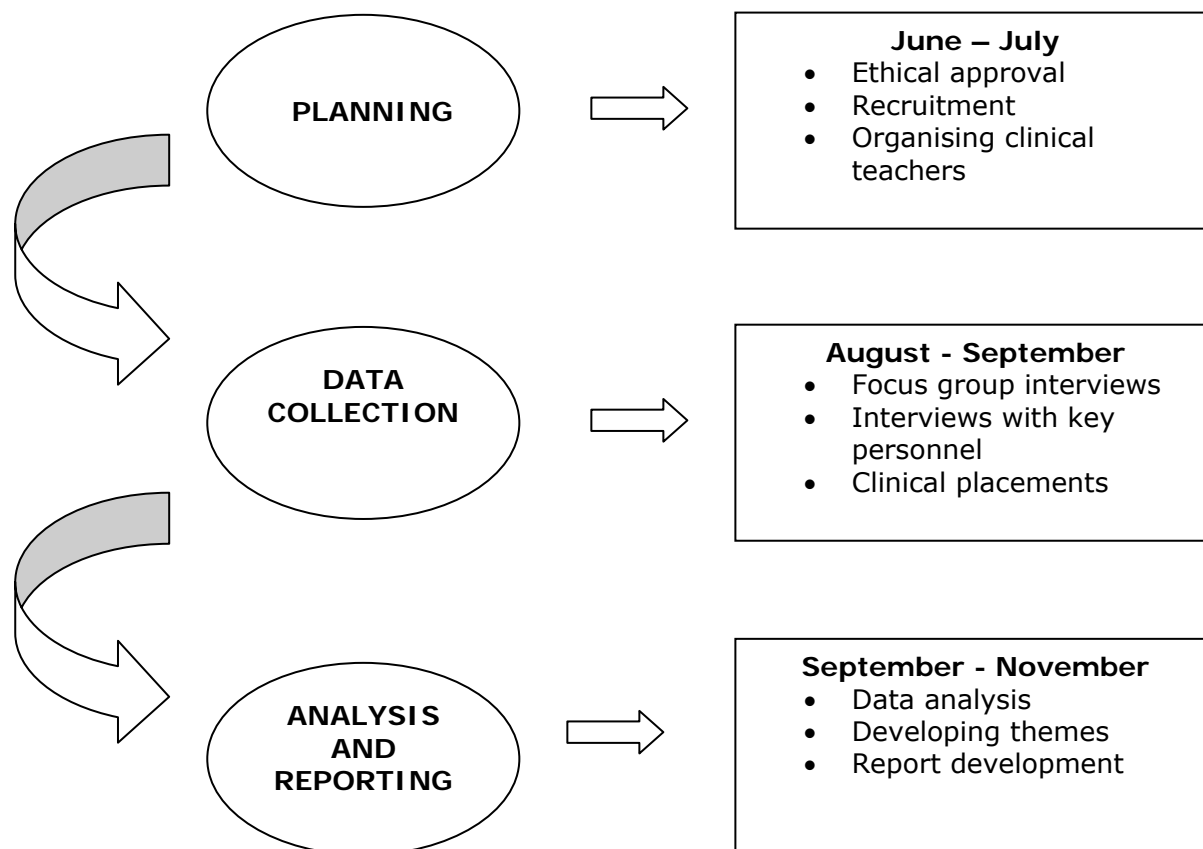 PLANNING
June – July
• Ethical approval
• Recruitment
• Organising clinical
teachers
DATA
COLLECTION
August - September
• Focus group interviews
• Interviews with key
personnel
• Clinical placements
ANALYSIS
AND
REPORTING
September - November
• Data analysis
• Developing themes
• Report development